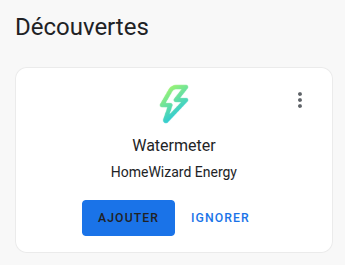 Découvertes
Watermeter
HomeWizard Energy
AJOUTER IGNORER